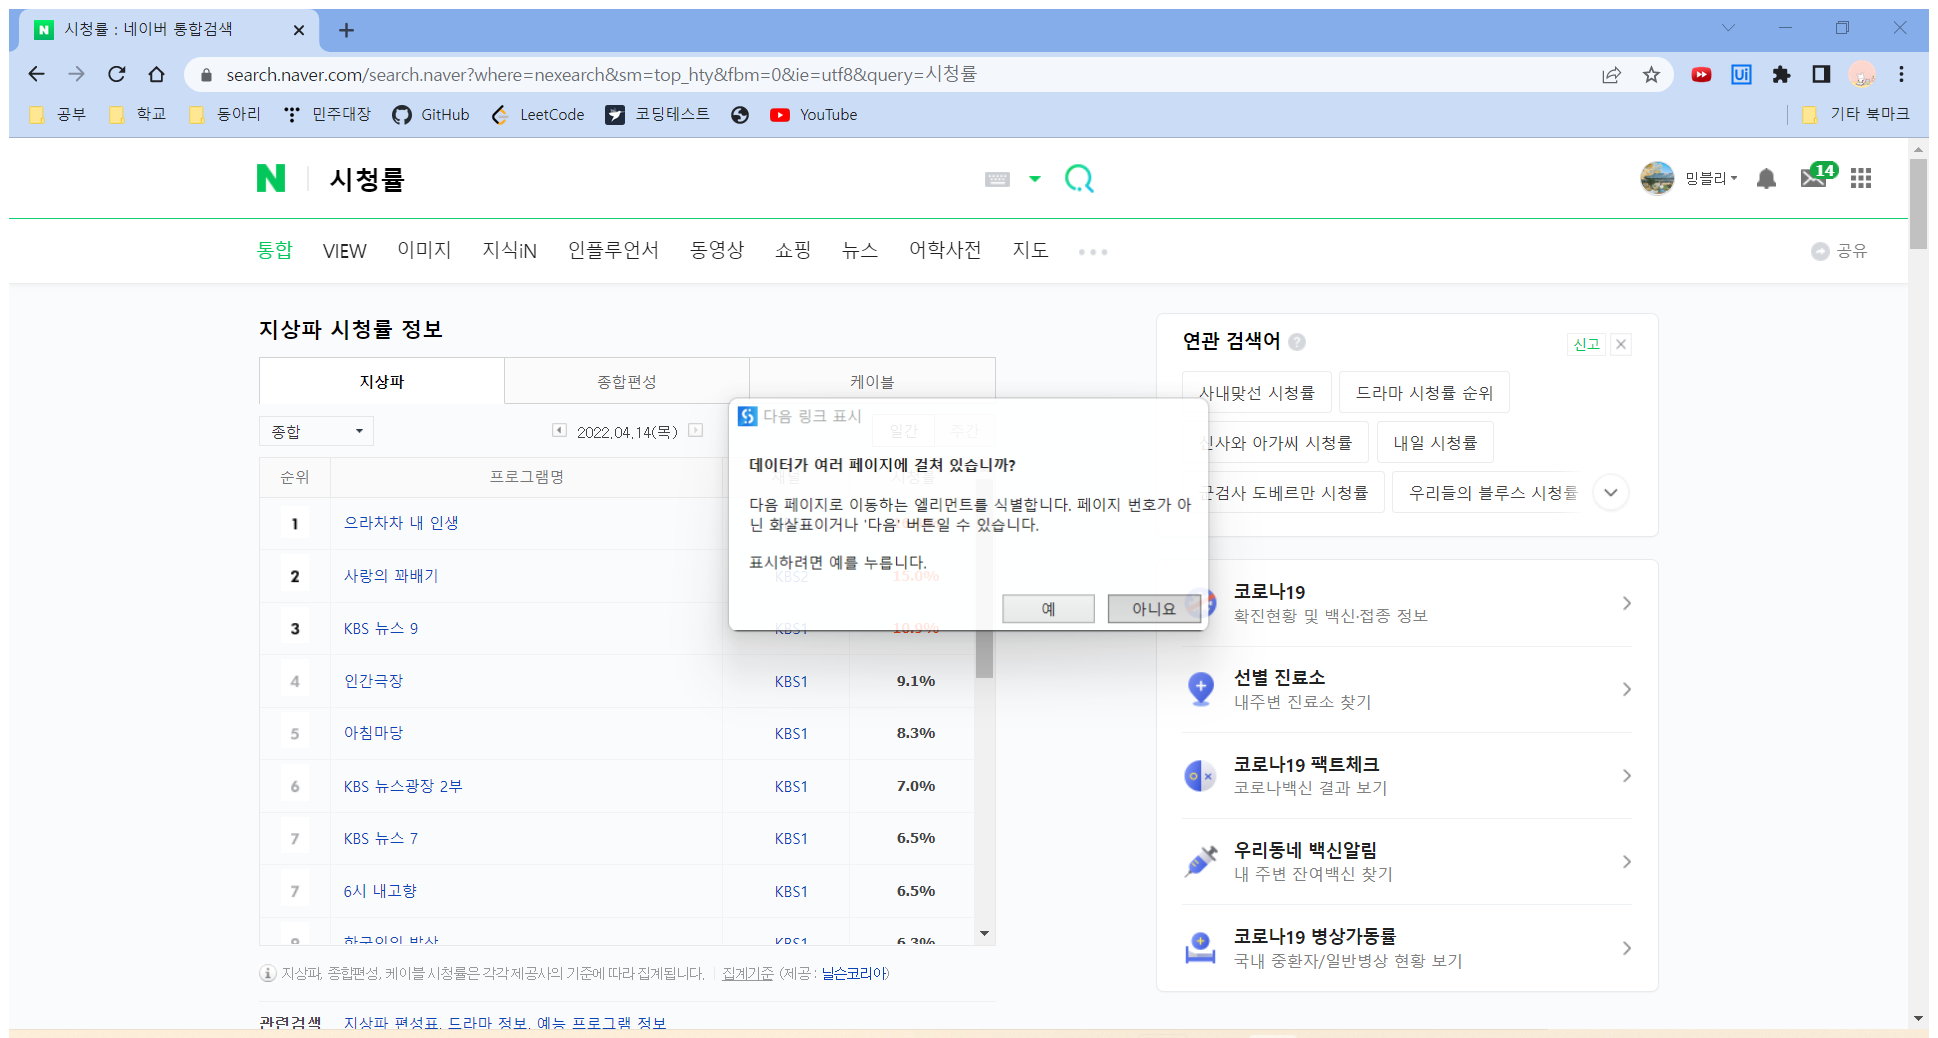 시청률 : 네이버 통합검색
search.naver.com/search.naver?where=nexearch&sm=top_hty&fbm=0&ie=utf8&query=시청률
공부 학교 동아리 민주대장 GitHub LeetCode 코딩테스트 YouTube 기타 북마크
N 시청률 밍블리 14
통합 VIEW 이미지 지식iN 인플루언서 동영상 쇼핑 뉴스 어학사전 지도 공유
지상파 시청률 정보
지상파 종합편성 케이블
종합 2022.04.14(목) 일간 주간
순위 프로그램명 채널 시청률
1 으라차차 내 인생
2 사랑의 꽈배기 KBS2 15.0%
3 KBS 뉴스 9 KBS1 10.9%
4 인간극장 KBS1 9.1%
5 아침마당 KBS1 8.3%
6 KBS 뉴스광장 2부 KBS1 7.0%
7 KBS 뉴스 7 KBS1 6.5%
7 6시 내고향 KBS1 6.5%
9 한국인의 밥상 KBS1 6.3%
지상파, 종합편성, 케이블 시청률은 각각 제공사의 기준에 따라 집계됩니다. 집계기준 (제공 : 닐슨코리아)
관련검색 지상파 편성표, 드라마 정보, 예능 프로그램 정보
다음 링크 표시
데이터가 여러 페이지에 걸쳐 있습니까?
다음 페이지로 이동하는 엘리먼트를 식별합니다. 페이지 번호가 아
닌 화살표이거나 '다음' 버튼일 수 있습니다.
표시하려면 예를 누릅니다.
예 아니요
연관 검색어 신고
사내맞선 시청률 드라마 시청률 순위
신사와 아가씨 시청률 내일 시청률
군검사 도베르만 시청률 우리들의 블루스 시청률
코로나19
확진현황 및 백신·접종 정보
선별 진료소
내주변 진료소 찾기
코로나19 팩트체크
코로나백신 결과 보기
우리동네 백신알림
내 주변 잔여백신 찾기
코로나19 병상가동률
국내 중환자/일반병상 현황 보기